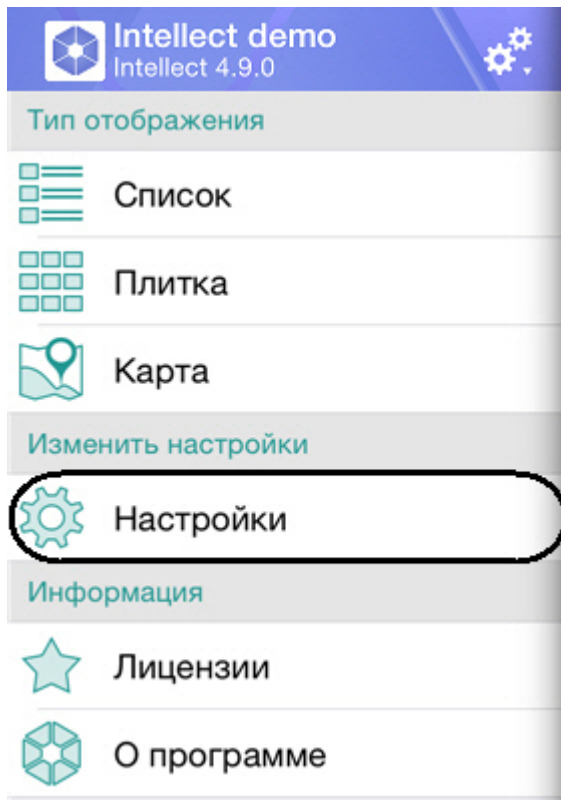 Intellect demo
Intellect 4.9.0
Тип отображения
Список
Плитка
Карта
Изменить настройки
Настройки
Информация
Лицензии
О программе